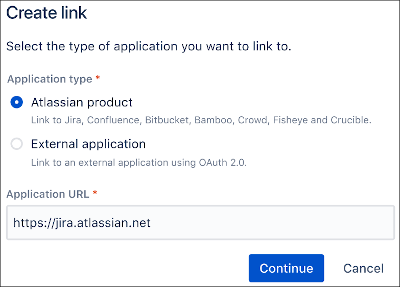 Create link
Select the type of application you want to link to.
Application type *
Atlassian product
Link to Jira, Confluence, Bitbucket, Bamboo, Crowd, Fisheye and Crucible.
External application
Link to an external application using OAuth 2.0.
Application URL *
https://jira.atlassian.net
Continue Cancel